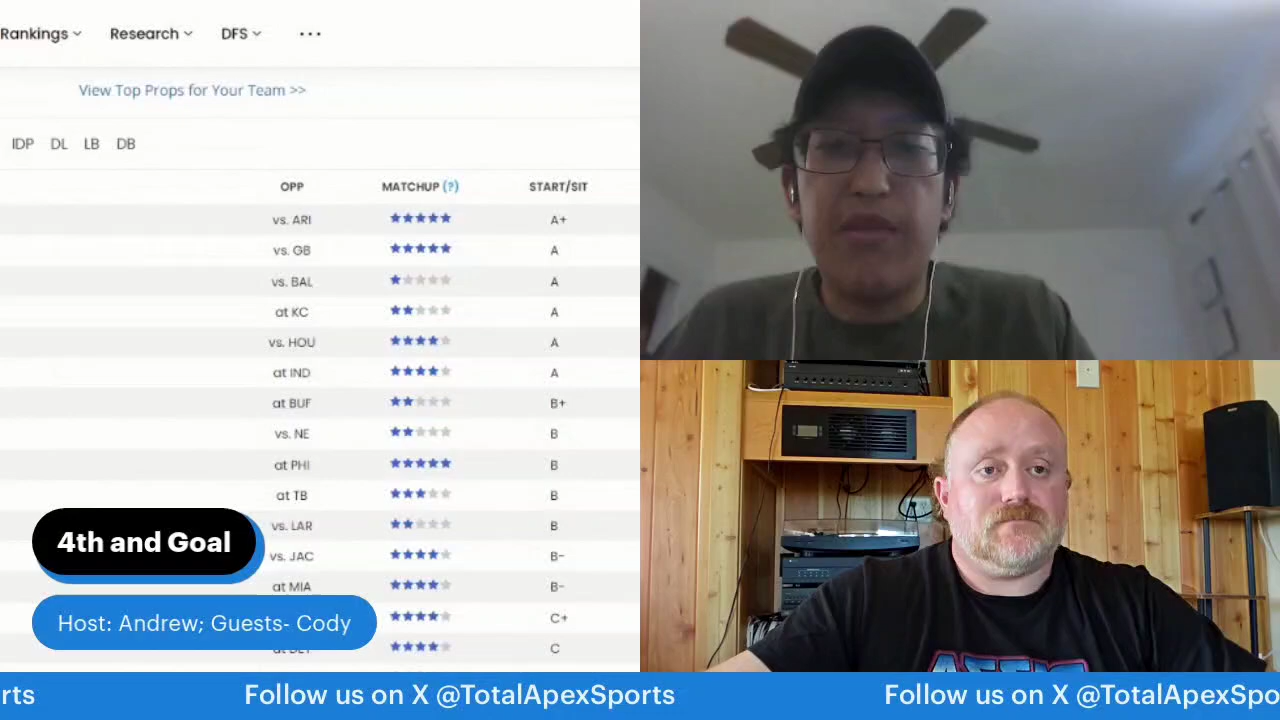 Rankings Research DFS ...
View Top Props for Your Team >>
IDP DL LB DB
OPP MATCHUP (?) START/SIT
vs. ARI A+
vs. GB A
vs. BAL A
at KC A
vs. HOU A
at IND A
at BUF B+
vs. NE B
at PHI B
at TB B
vs. LAR B
vs. JAC B-
at MIA B-
C+
at DET C
4th and Goal
Host: Andrew; Guests- Cody
rts Follow us on X @TotalApexSports Follow us on X @TotalApexSpo